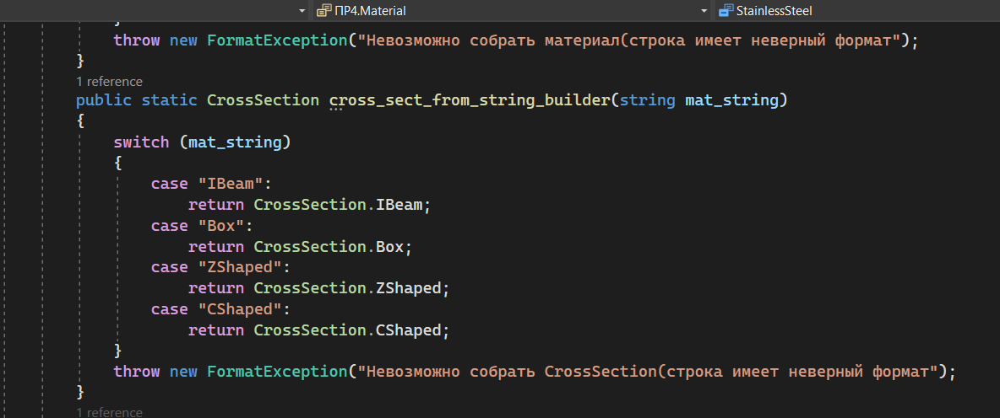 ПР4.Material StainlessSteel
}
throw new FormatException("Невозможно собрать материал(строка имеет неверный формат");
}
1 reference
public static CrossSection cross_sect_from_string_builder(string mat_string)
{
switch (mat_string)
{
case "IBeam":
return CrossSection.IBeam;
case "Box":
return CrossSection.Box;
case "ZShaped":
return CrossSection.ZShaped;
case "CShaped":
return CrossSection.CShaped;
}
throw new FormatException("Невозможно собрать CrossSection(строка имеет неверный формат");
}
1 reference